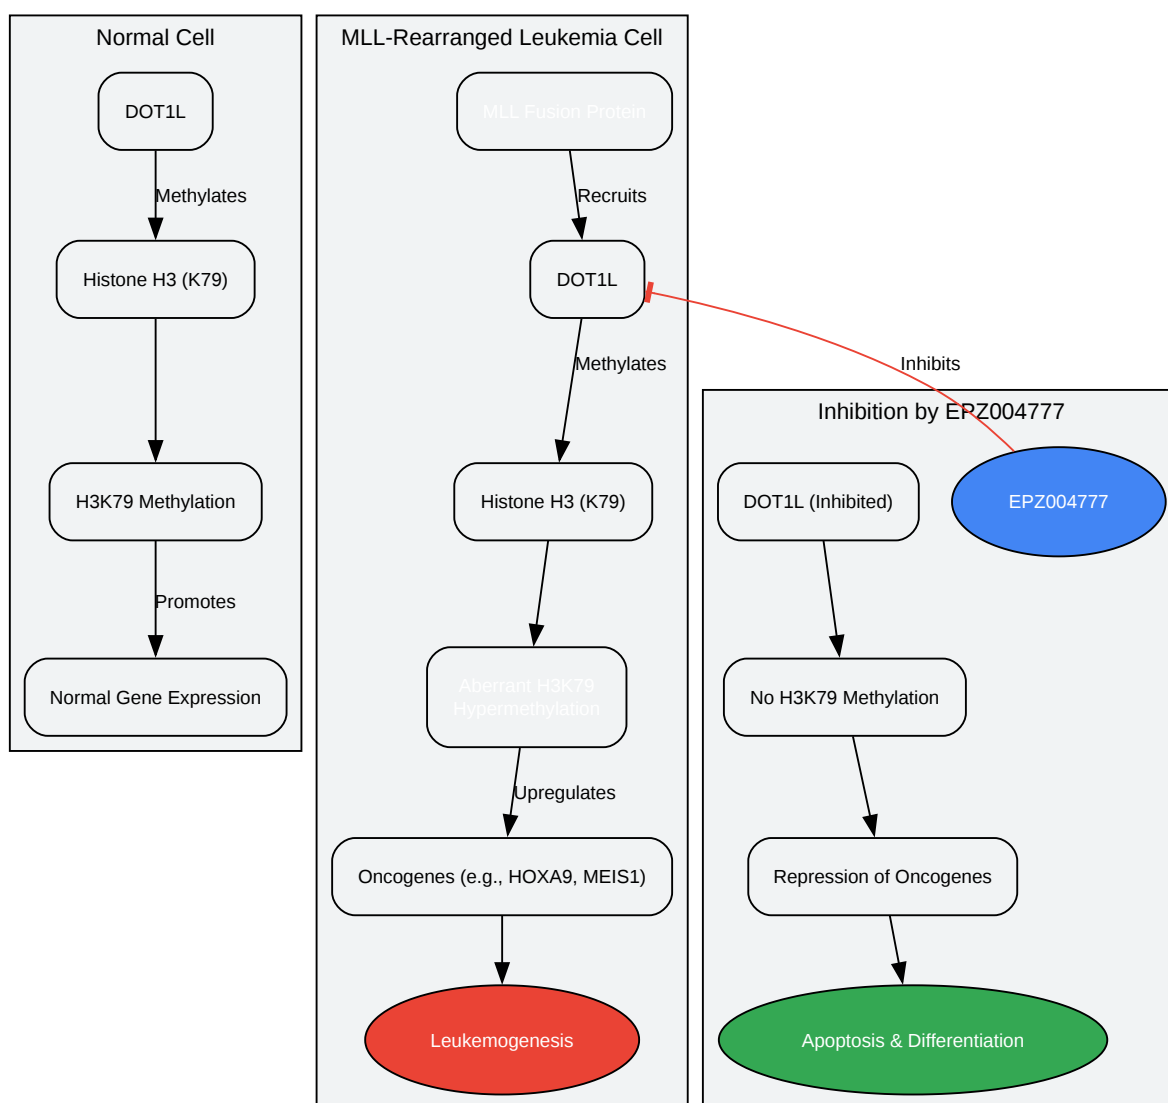 Normal Cell
DOT1L
Methylates
Histone H3 (K79)
H3K79 Methylation
Promotes
Normal Gene Expression
MLL-Rearranged Leukemia Cell
MLL Fusion Protein
Recruits
DOT1L
Methylates
Histone H3 (K79)
Aberrant H3K79
Hypermethylation
Upregulates
Oncogenes (e.g., HOXA9, MEIS1)
Leukemogenesis
Inhibits
Inhibition by EPZ004777
DOT1L (Inhibited)
EPZ004777
No H3K79 Methylation
Repression of Oncogenes
Apoptosis & Differentiation